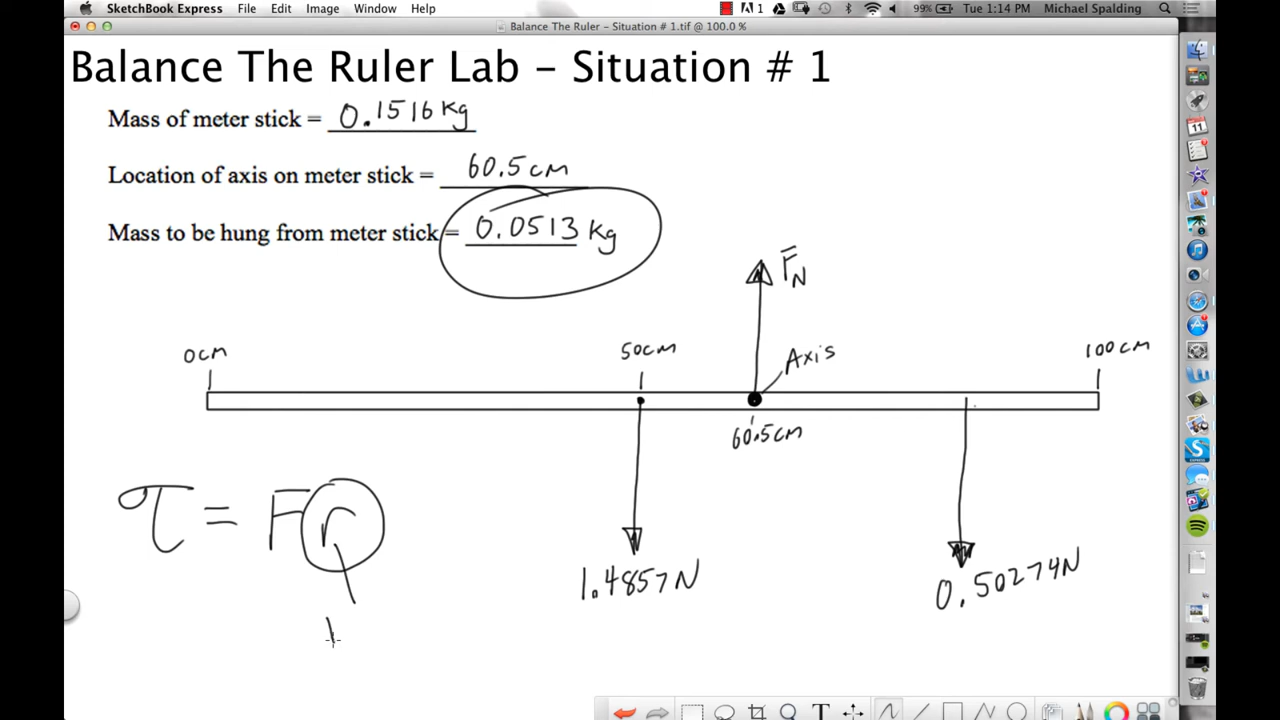 SketchBook Express File Edit Image Window Help 1 99% Tue 1:14 PM Michael Spalding
Balance The Ruler - Situation # 1.tif @ 100.0 %
Balance The Ruler Lab - Situation # 1
Mass of meter stick = 0.1516 kg
Location of axis on meter stick = 60.5 cm
Mass to be hung from meter stick = 0.0513 kg
F̄N
0cm 50cm Axis 100cm
60.5cm
τ = Fr
1.4857N 0.50274N